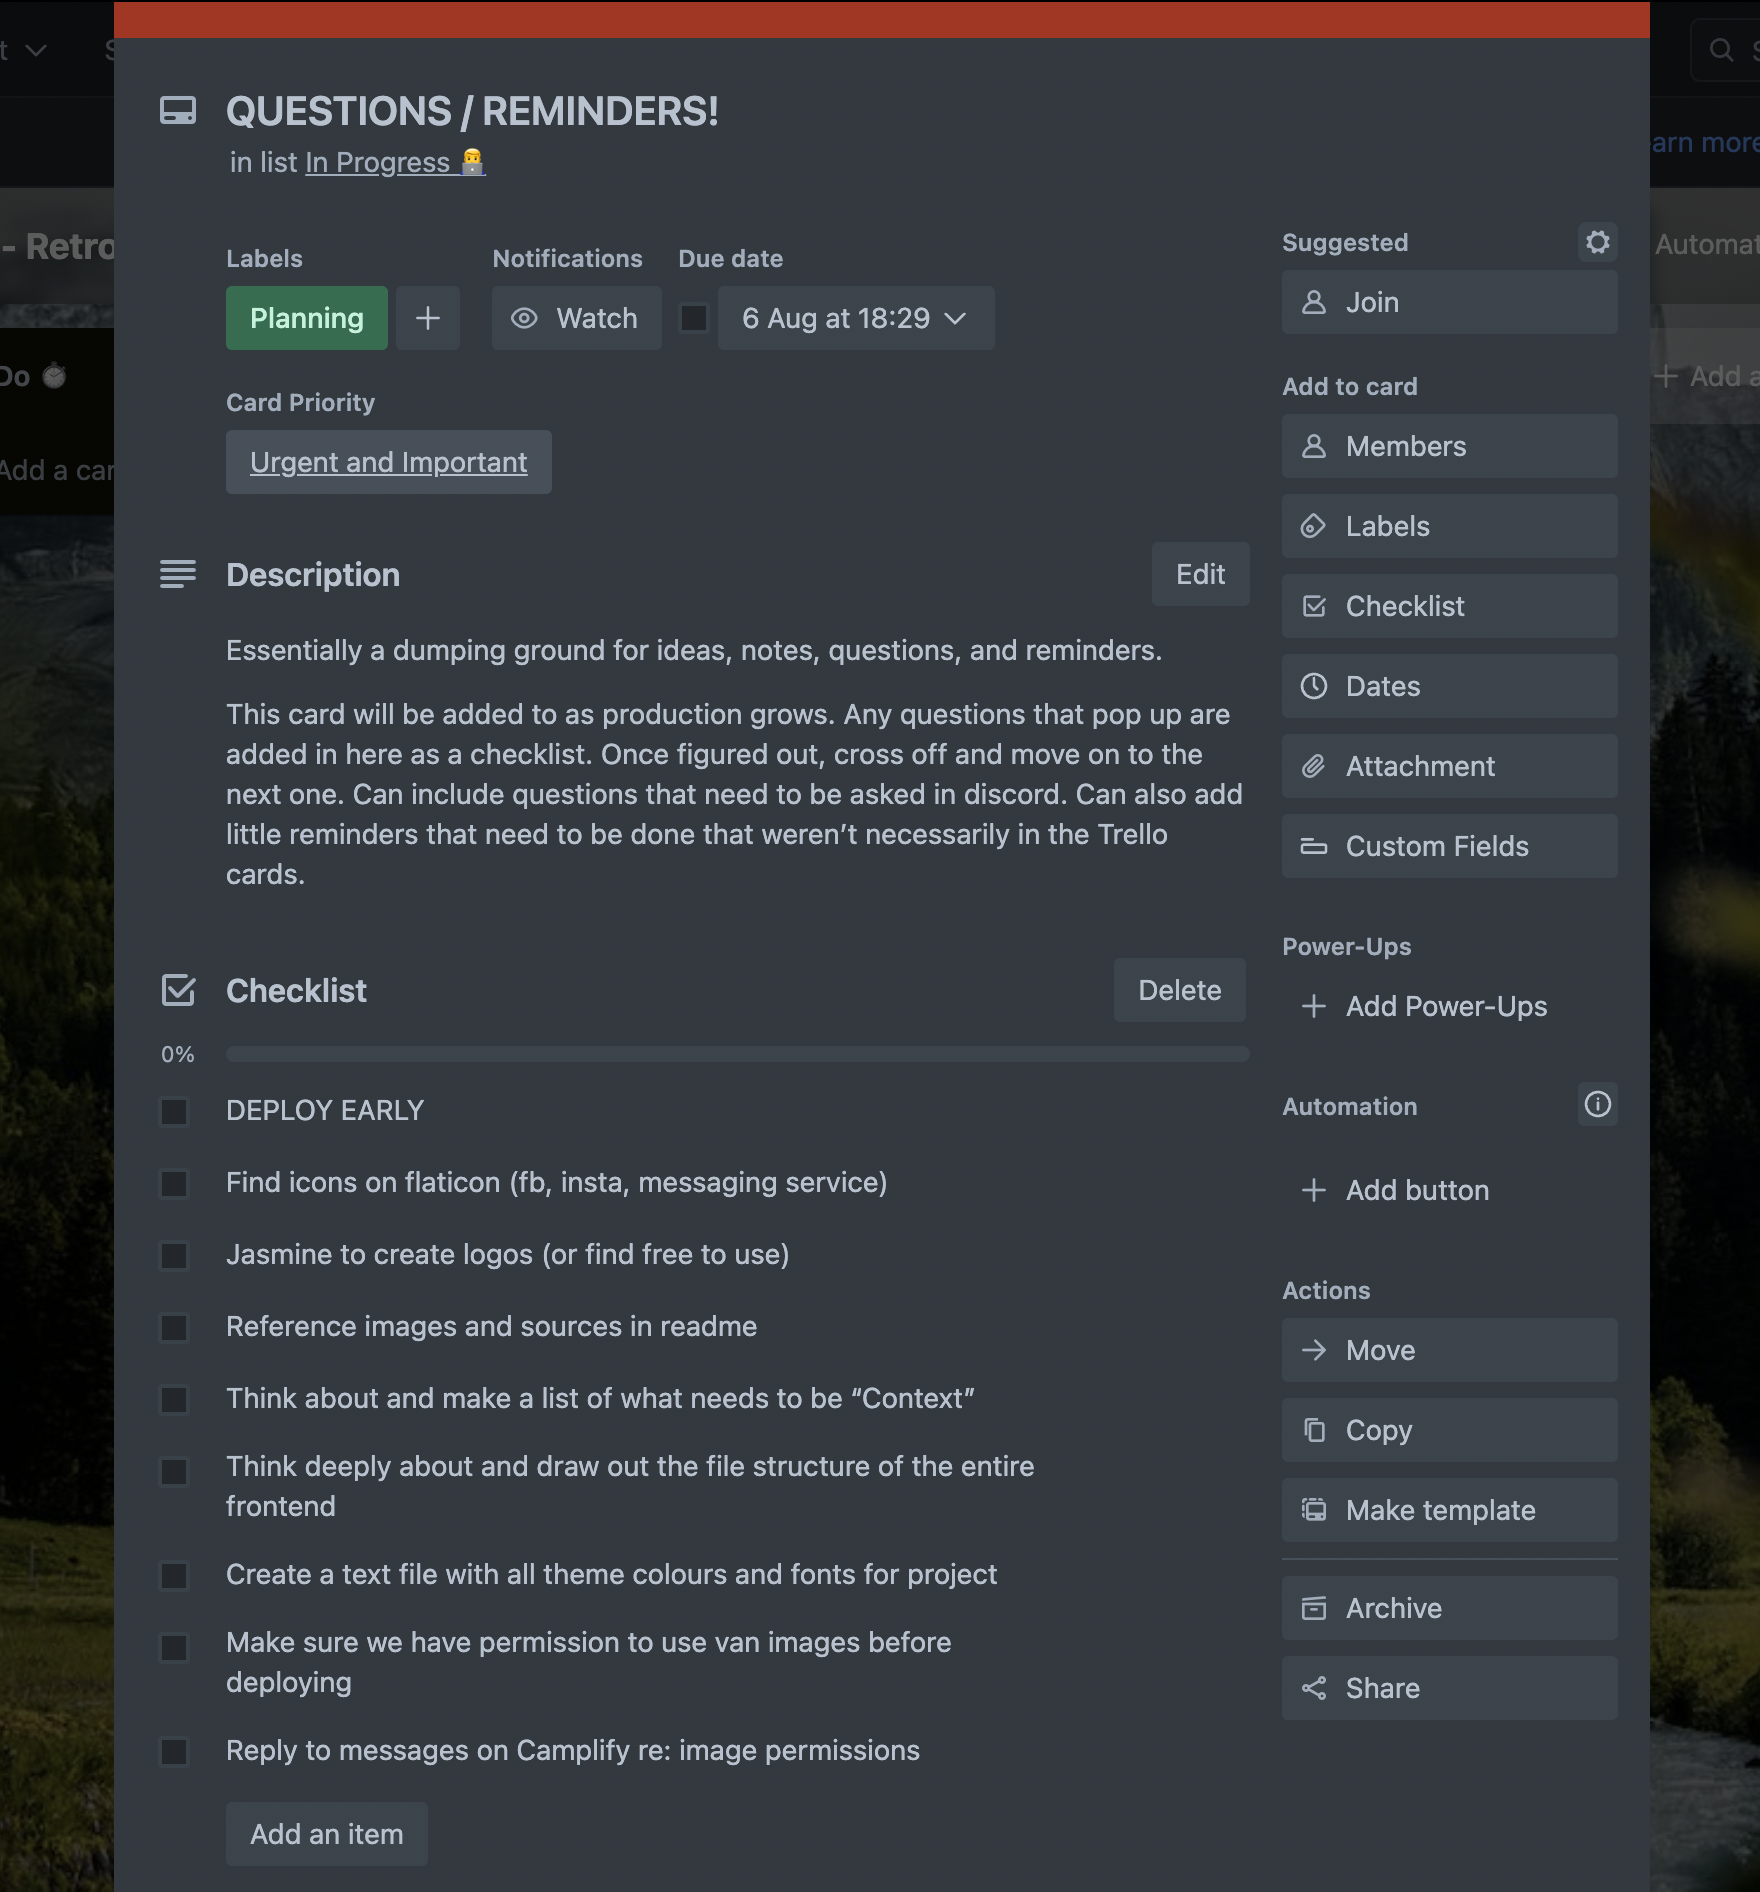 QUESTIONS / REMINDERS!
in list In Progress 👨‍💻
- Retro
Do ⏱
Add a car
Labels
Planning
Notifications
Watch
Due date
6 Aug at 18:29
Card Priority
Urgent and Important
Description
Edit
Essentially a dumping ground for ideas, notes, questions, and reminders.
This card will be added to as production grows. Any questions that pop up are
added in here as a checklist. Once figured out, cross off and move on to the
next one. Can include questions that need to be asked in discord. Can also add
little reminders that need to be done that weren’t necessarily in the Trello
cards.
Checklist
Delete
0%
DEPLOY EARLY
Find icons on flaticon (fb, insta, messaging service)
Jasmine to create logos (or find free to use)
Reference images and sources in readme
Think about and make a list of what needs to be “Context”
Think deeply about and draw out the file structure of the entire
frontend
Create a text file with all theme colours and fonts for project
Make sure we have permission to use van images before
deploying
Reply to messages on Camplify re: image permissions
Add an item
Suggested
Join
Add to card
Members
Labels
Checklist
Dates
Attachment
Custom Fields
Power-Ups
+ Add Power-Ups
Automation
+ Add button
Actions
Move
Copy
Make template
Archive
Share
earn more
Automat
+ Add a